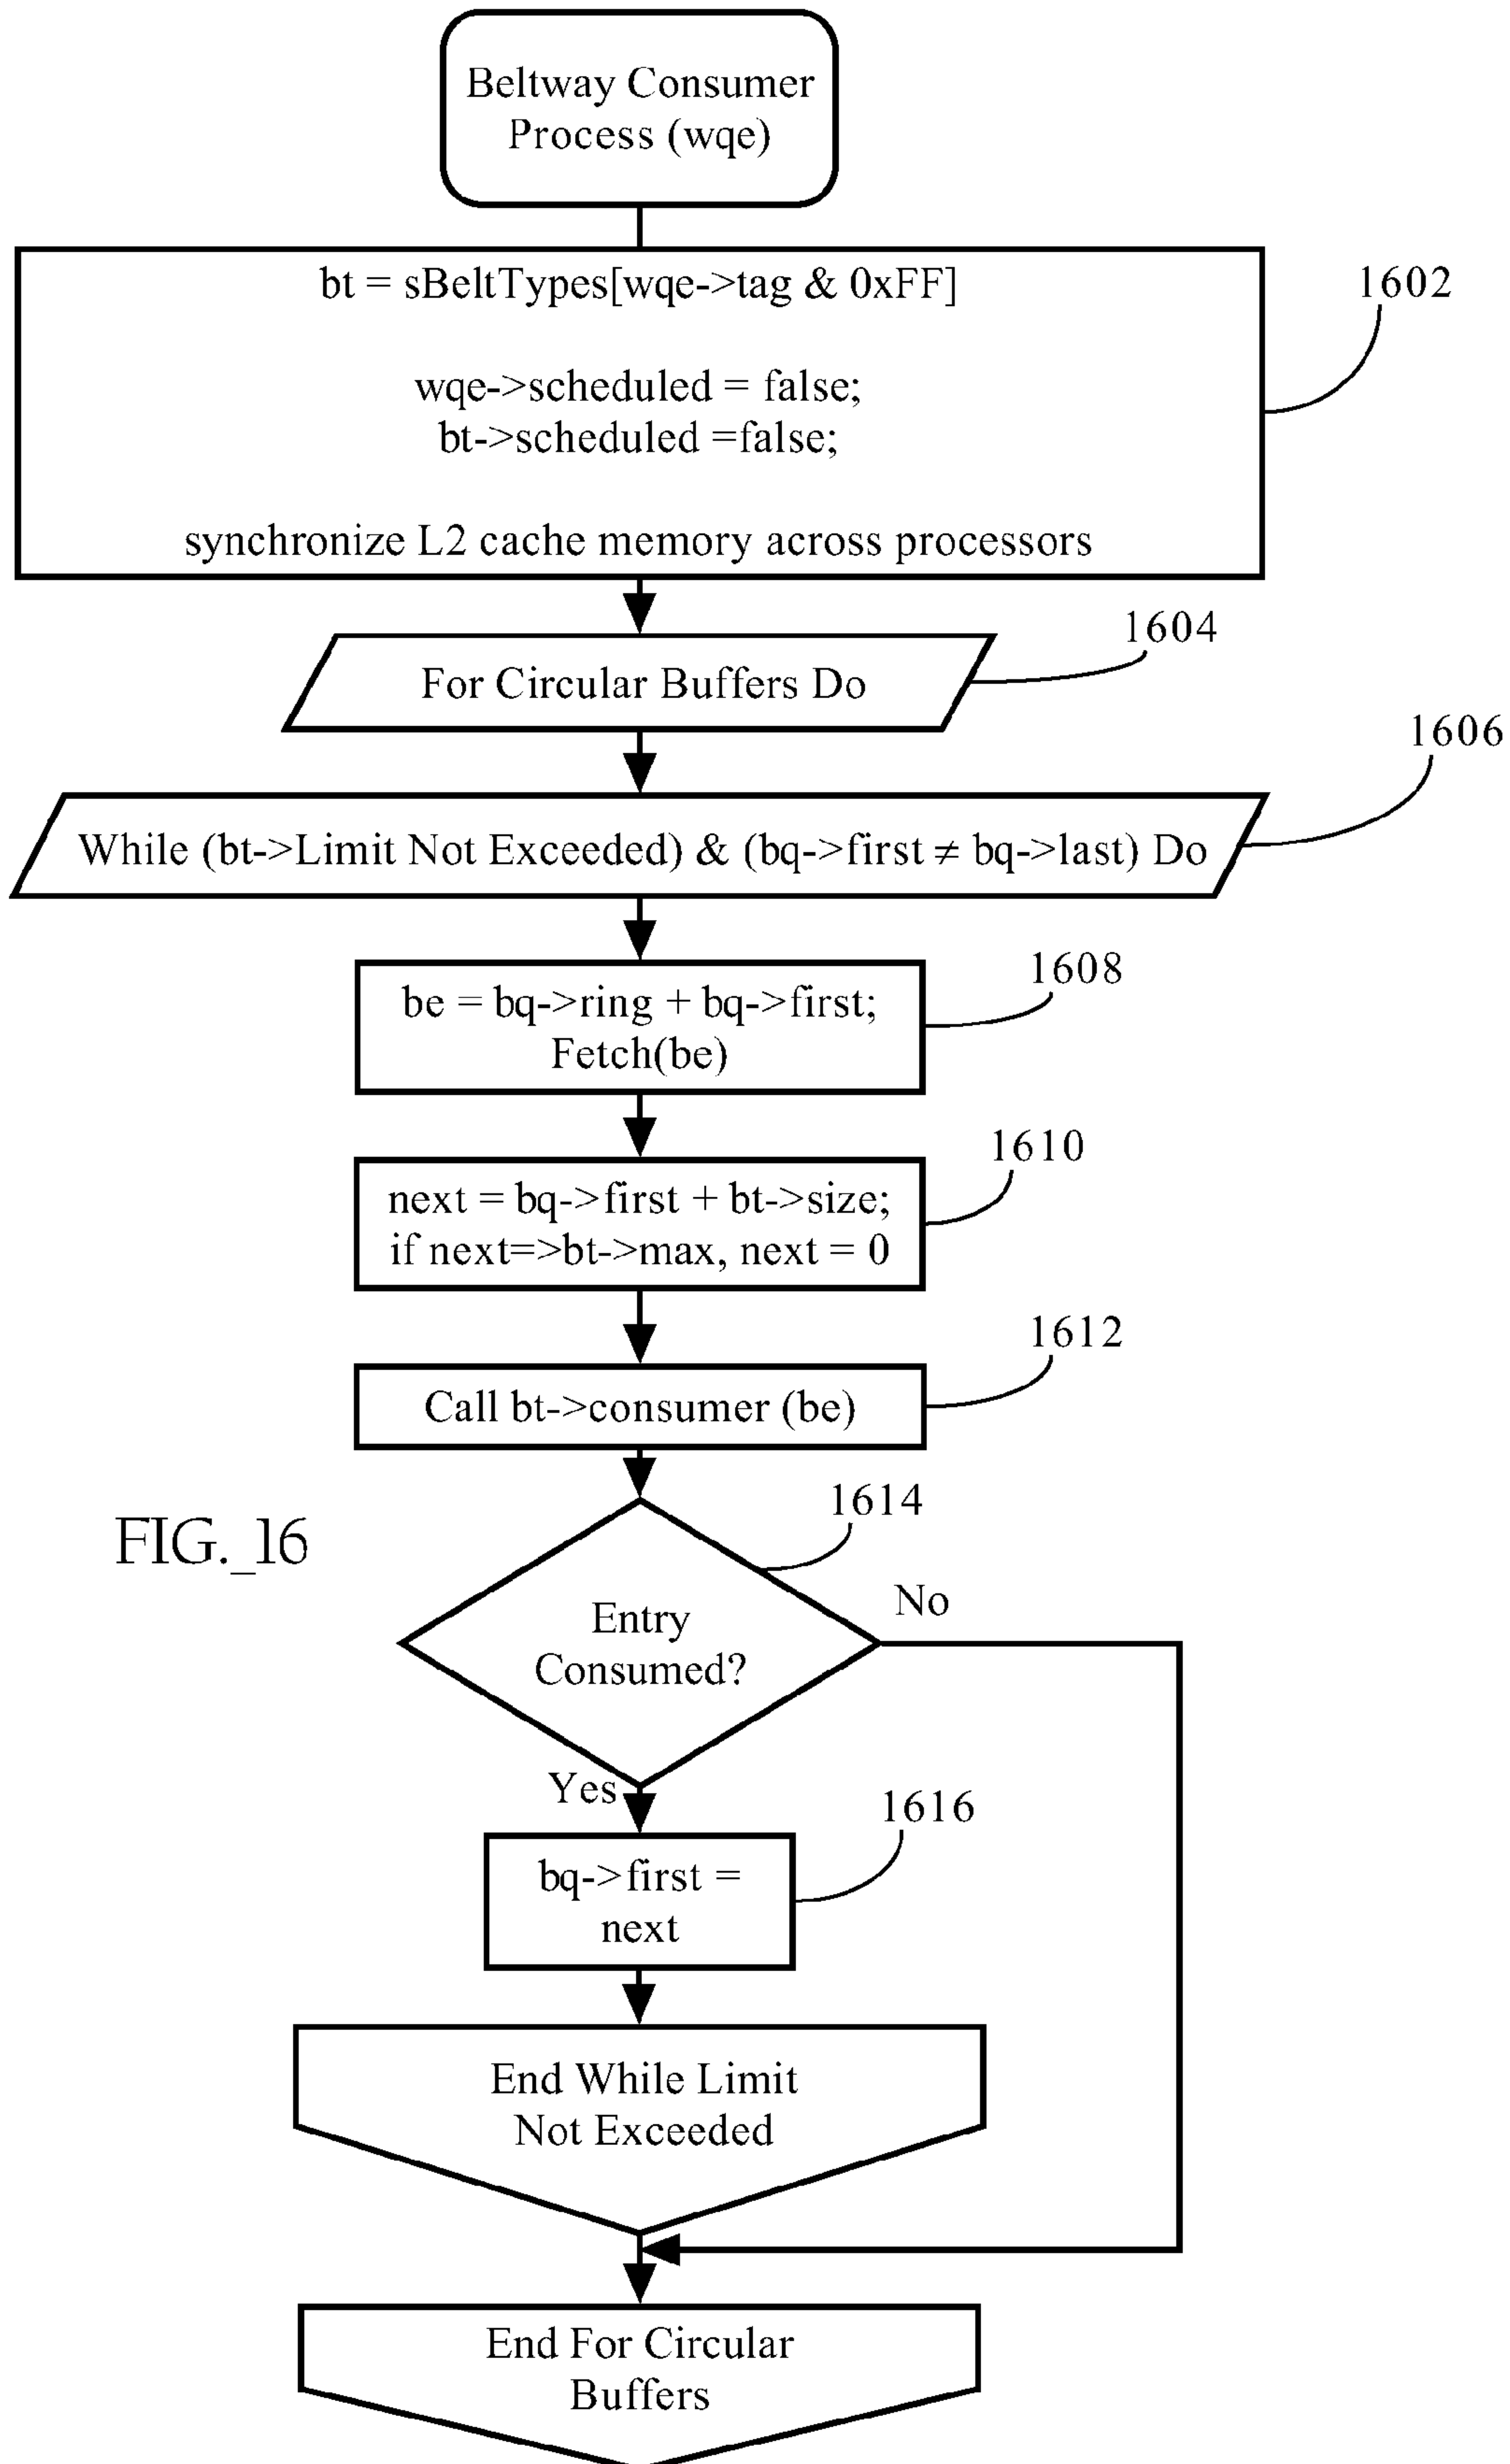 Beltway Consumer
Process (wqe)
bt = sBeltTypes[wqe->tag & 0xFF]
wqe->scheduled = false;
bt->scheduled =false;
synchronize L2 cache memory across processors
1602
For Circular Buffers Do
1604
While (bt->Limit Not Exceeded) & (bq->first ≠ bq->last) Do
1606
be = bq->ring + bq->first;
Fetch(be)
1608
next = bq->first + bt->size;
if next=>bt->max, next = 0
1610
Call bt->consumer (be)
1612
FIG._16
Entry
Consumed?
1614
No
Yes
bq->first =
next
1616
End While Limit
Not Exceeded
End For Circular
Buffers